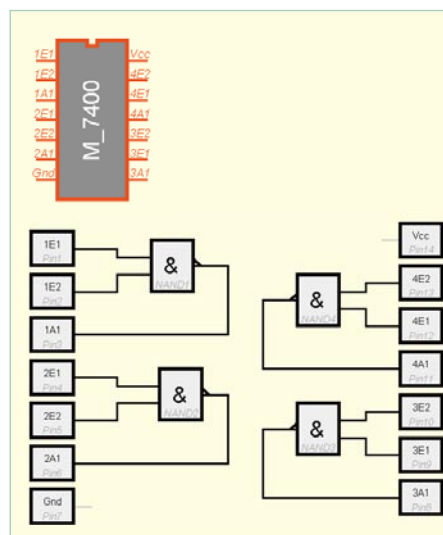 1E1 Vcc
1E2 4E2
1A1 4E1
2E1 4A1
2E2 3E2
2A1 3E1
Gnd 3A1
M_7400
1E1
Pin1
1E2
Pin2
1A1
Pin3
2E1
Pin4
2E2
Pin5
2A1
Pin6
Gnd
Pin7
&
NAND1
&
NAND2
&
NAND4
&
NAND3
Vcc
Pin14
4E2
Pin13
4E1
Pin12
4A1
Pin11
3E2
Pin10
3E1
Pin9
3A1
Pin8